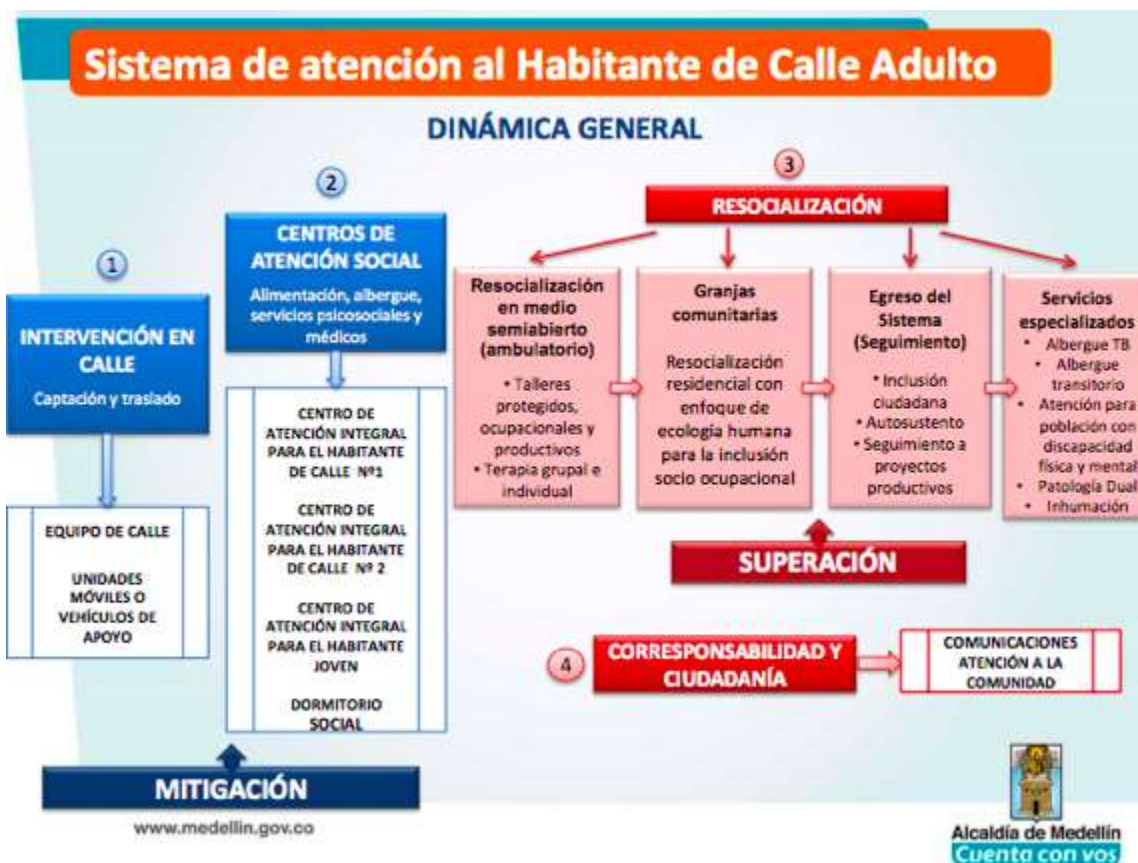 Sistema de atención al Habitante de Calle Adulto
DINÁMICA GENERAL
1
INTERVENCIÓN EN
CALLE
Captación y traslado
EQUIPO DE CALLE
UNIDADES
MÓVILES O
VEHÍCULOS DE
APOYO
2
CENTROS DE
ATENCIÓN SOCIAL
Alimentación, albergue,
servicios psicosociales y
médicos
CENTRO DE
ATENCIÓN INTEGRAL
PARA EL HABITANTE
DE CALLE Nº1
CENTRO DE
ATENCIÓN INTEGRAL
PARA EL HABITANTE
DE CALLE Nº 2
CENTRO DE
ATENCIÓN INTEGRAL
PARA EL HABITANTE
JOVEN
DORMITORIO
SOCIAL
MITIGACIÓN
www.medellin.gov.co
3
RESOCIALIZACIÓN
Resocialización
en medio
semiabierto
(ambulatorio)
• Talleres
protegidos,
ocupacionales y
productivos
• Terapia grupal e
individual
Granjas
comunitarias
Resocialización
residencial con
enfoque de
ecología humana
para la inclusión
socio ocupacional
Egreso del
Sistema
(Seguimiento)
• Inclusión
ciudadana
• Autosustento
• Seguimiento a
proyectos
productivos
Servicios
especializados
• Albergue TB
• Albergue
transitorio
• Atención para
población con
discapacidad
física y mental
• Patología Dual
• Inhumación
SUPERACIÓN
4
CORRESPONSABILIDAD Y
CIUDADANÍA
COMUNICACIONES
ATENCIÓN A LA
COMUNIDAD
Alcaldía de Medellín
Cuenta con vos